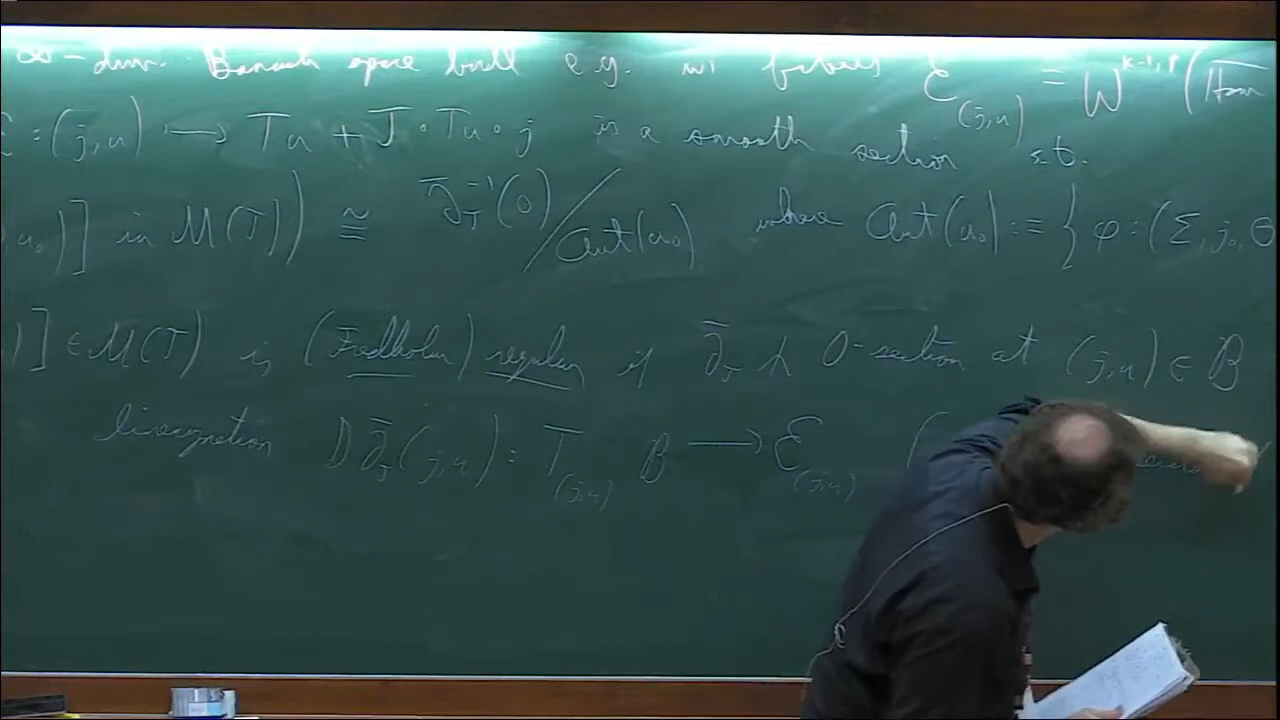 ∞-dim. Banach space bndl e.g. w/ fibers ℰ_(j,u) = W^{k-1,p}(Hom
: (j,u) ⟶ Tu + J∘Tu∘j is a smooth section s.t.
u₀)] in M(J)) ≅ ∂̄_J⁻¹(0)/Aut(u₀) where Aut(u₀) := { φ : (Σ, j₀, Θ
)] ∈ M(J) is (Fredholm) regular if ∂̄_J ⋔ 0-section at (j,u) ∈ B
linearization D∂̄_J(j,u) : T_(j,u) B ⟶ ℰ_(j,u) (